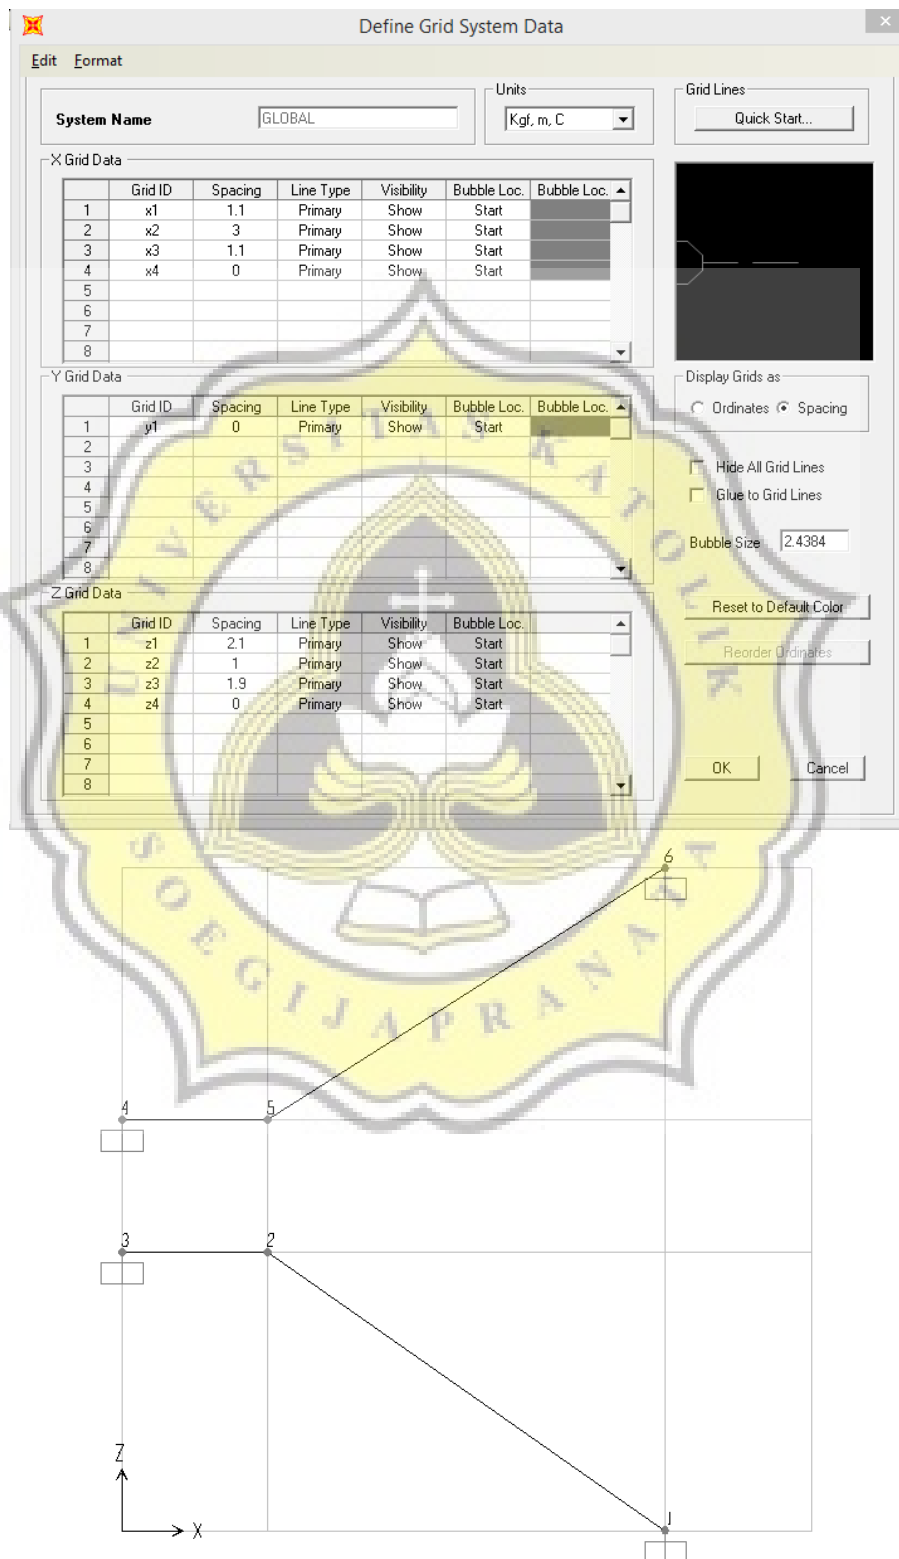 Define Grid System Data
Edit Format
System Name GLOBAL
Units
Kgf, m, C
Grid Lines
Quick Start...
X Grid Data
Grid ID Spacing Line Type Visibility Bubble Loc. Bubble Loc.
1 x1 1.1 Primary Show Start
2 x2 3 Primary Show Start
3 x3 1.1 Primary Show Start
4 x4 0 Primary Show Start
5
6
7
8
Y Grid Data
Grid ID Spacing Line Type Visibility Bubble Loc. Bubble Loc.
1 y1 0 Primary Show Start
2
3
4
5
6
7
8
Display Grids as
Ordinates Spacing
Hide All Grid Lines
Glue to Grid Lines
Bubble Size 2.4384
Z Grid Data
Grid ID Spacing Line Type Visibility Bubble Loc.
1 z1 2.1 Primary Show Start
2 z2 1 Primary Show Start
3 z3 1.9 Primary Show Start
4 z4 0 Primary Show Start
5
6
7
8
Reset to Default Color
Reorder Ordinates
OK Cancel
UNIVERSITAS KATOLIK
SOEGIJAPRANATA
6
4 5
3 2
Z
X